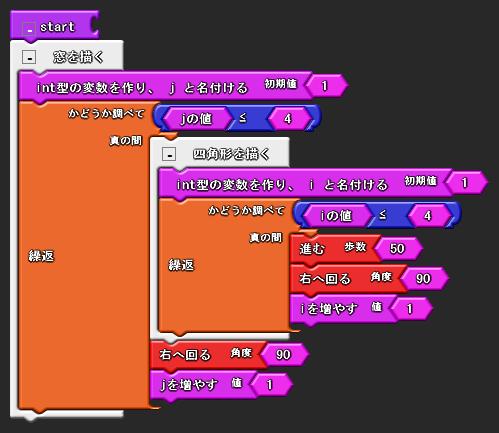 start
窓を描く
int型の変数を作り、 j と名付ける 初期値 1
かどうか調べて jの値 ≤ 4
真の間
四角形を描く
int型の変数を作り、 i と名付ける 初期値 1
かどうか調べて iの値 ≤ 4
真の間
進む 歩数 50
繰返
繰返
右へ回る 角度 90
iを増やす 値 1
右へ回る 角度 90
jを増やす 値 1